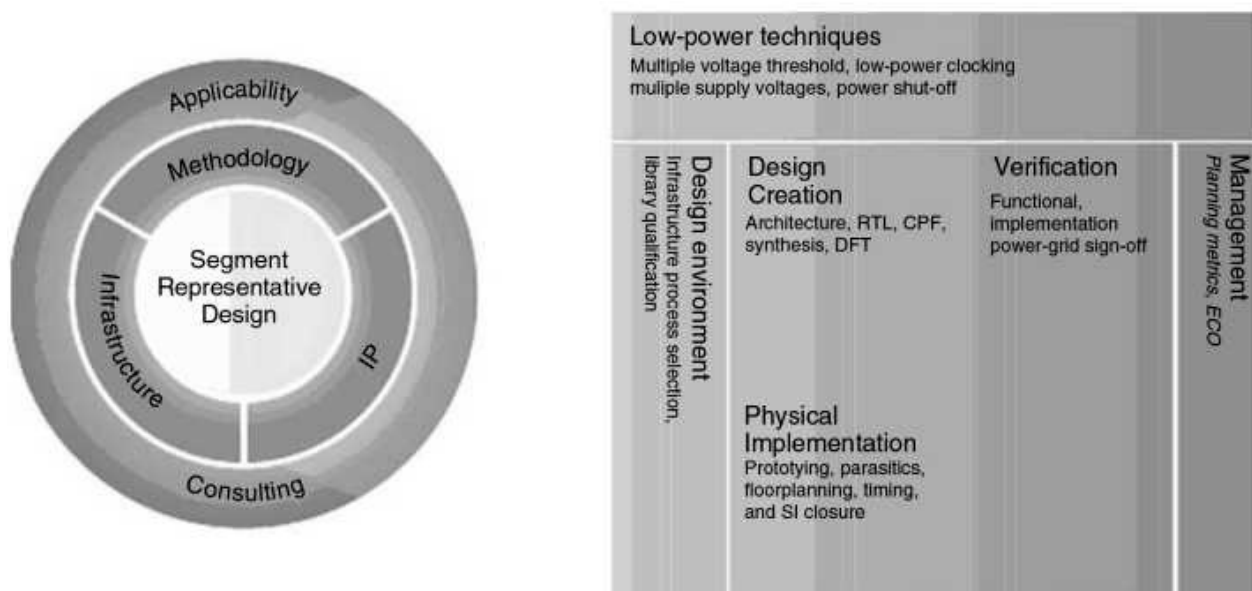 Applicability
Methodology
Segment
Representative
Design
Infrastructure
IP
Consulting
Low-power techniques
Multiple voltage threshold, low-power clocking
muliple supply voltages, power shut-off
Design environment
Infrastructure process selection,
library qualification
Design
Creation
Architecture, RTL, CPF,
synthesis, DFT
Verification
Functional,
implementation
power-grid sign-off
Management
Planning metrics, ECO
Physical
Implementation
Prototying, parasitics,
floorplanning, timing,
and SI closure